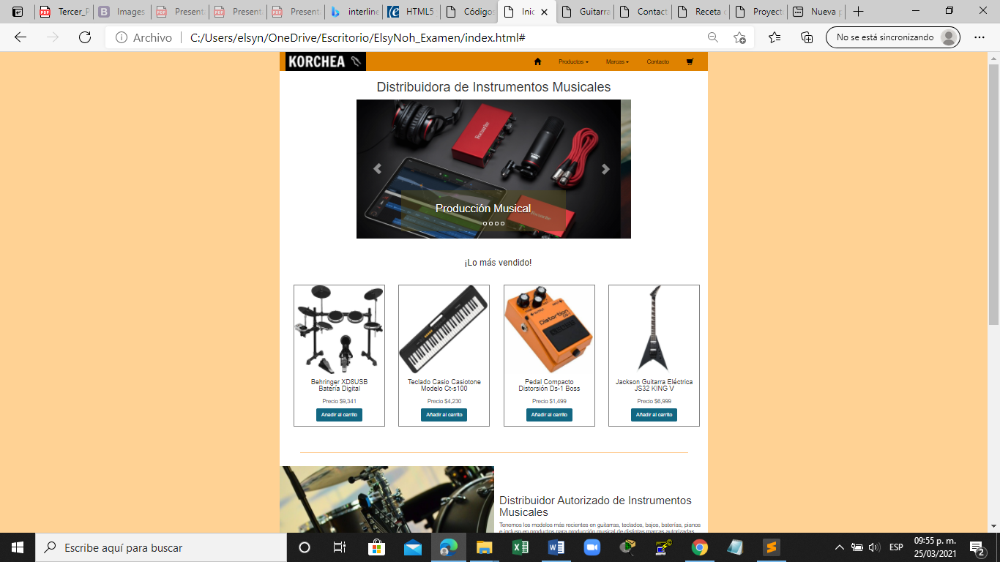 Tercer_P
Images
Present
Present
Present
interline
HTML5
Código
Inic
Guitarra
Contact
Receta
Proyect
Nueva p
Archivo
C:/Users/elsyn/OneDrive/Escritorio/ElsyNoh_Examen/index.html#
No se está sincronizando
KORCHEA
Productos
Marcas
Contacto
Distribuidora de Instrumentos Musicales
Focusrite
Producción Musical
¡Lo más vendido!
Distortion
Behringer XD8USB
Batería Digital
Precio $9,341
Añadir al carrito
Teclado Casio Casiotone
Modelo Ct-s100
Precio $4,230
Añadir al carrito
Pedal Compacto
Distorsión Ds-1 Boss
Precio $1,499
Añadir al carrito
Jackson Guitarra Eléctrica
JS32 KING V
Precio $6,999
Añadir al carrito
Distribuidor Autorizado de Instrumentos
Musicales
Tenemos los modelos más recientes en guitarras, teclados, bajos, baterías, pianos
e incluso en productos para producción musical de distintas marcas autorizadas
Escribe aquí para buscar
ESP
09:55 p. m.
25/03/2021
2